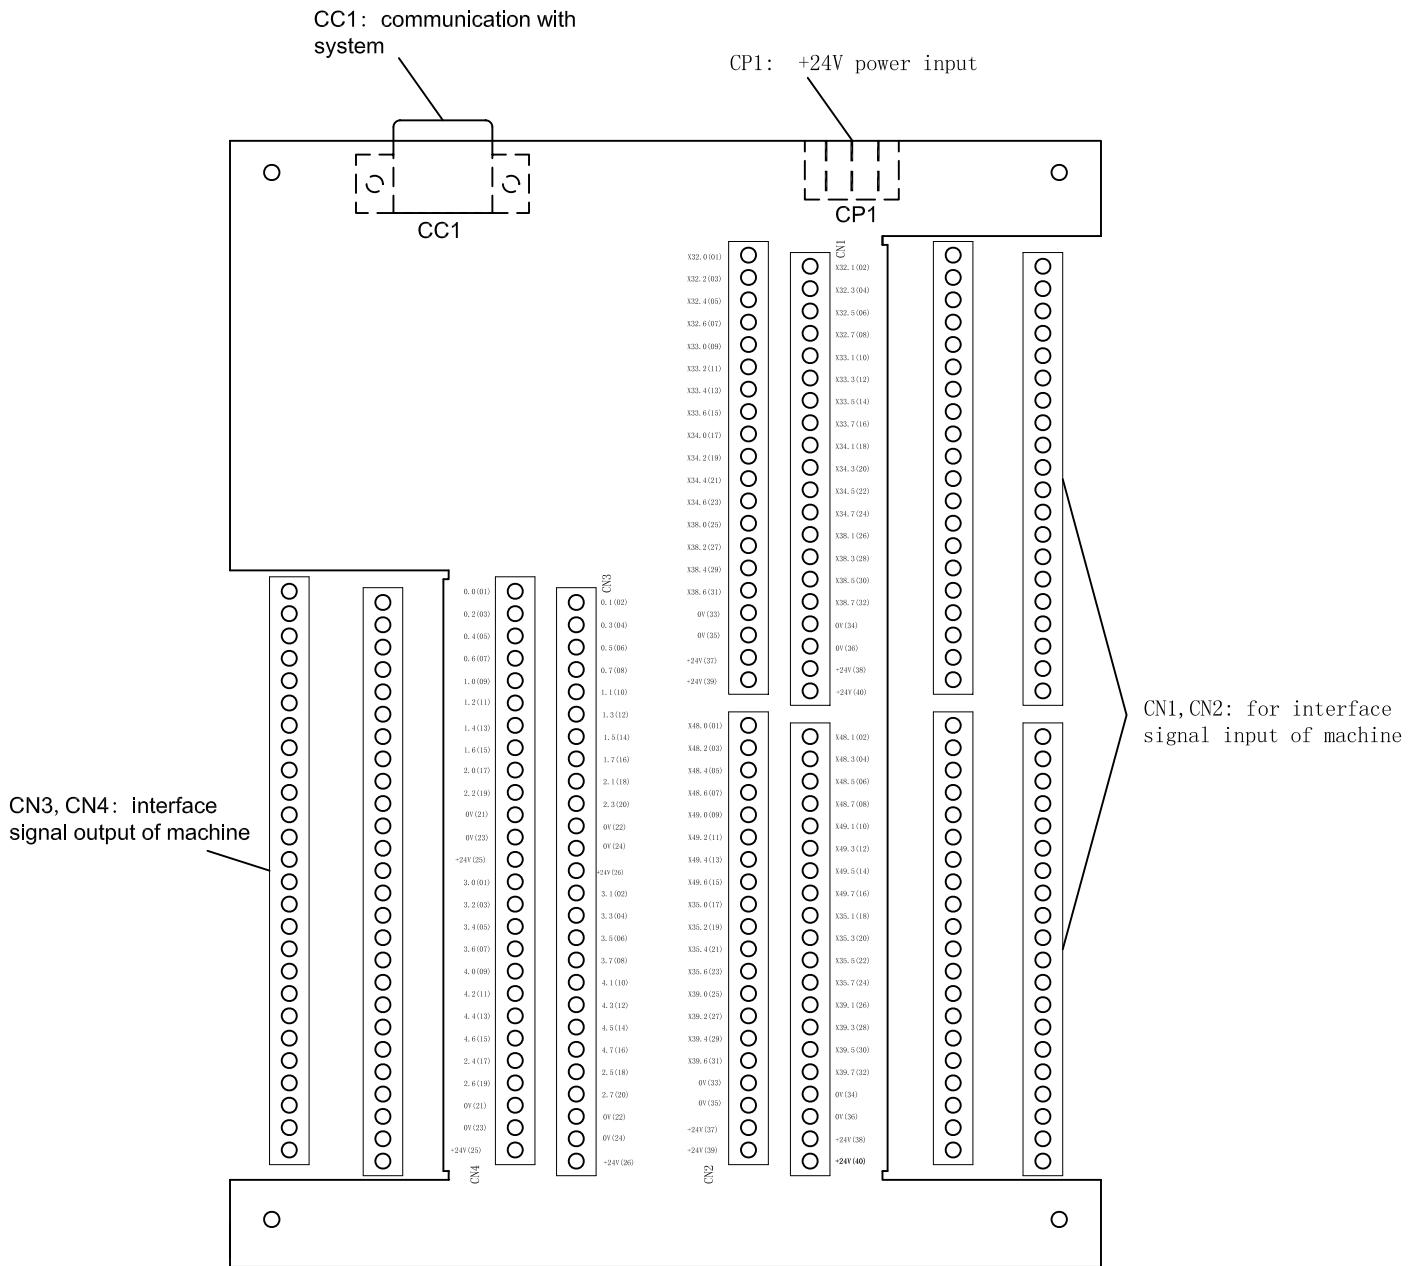 CC1: communication with
system
CP1: +24V power input
CC1
CP1
CN1
X32.0(01)
X32.2(03)
X32.4(05)
X32.6(07)
X33.0(09)
X33.2(11)
X33.4(13)
X33.6(15)
X34.0(17)
X34.2(19)
X34.4(21)
X34.6(23)
X38.0(25)
X38.2(27)
X38.4(29)
X38.6(31)
0V(33)
0V(35)
+24V(37)
+24V(39)
X32.1(02)
X32.3(04)
X32.5(06)
X32.7(08)
X33.1(10)
X33.3(12)
X33.5(14)
X33.7(16)
X34.1(18)
X34.3(20)
X34.5(22)
X34.7(24)
X38.1(26)
X38.3(28)
X38.5(30)
X38.7(32)
0V(34)
0V(36)
+24V(38)
+24V(40)
CN3
0.0(01)
0.2(03)
0.4(05)
0.6(07)
1.0(09)
1.2(11)
1.4(13)
1.6(15)
2.0(17)
2.2(19)
0V(21)
0V(23)
+24V(25)
3.0(01)
3.2(03)
3.4(05)
3.6(07)
4.0(09)
4.2(11)
4.4(13)
4.6(15)
2.4(17)
2.6(19)
0V(21)
0V(23)
+24V(25)
CN4
0.1(02)
0.3(04)
0.5(06)
0.7(08)
1.1(10)
1.3(12)
1.5(14)
1.7(16)
2.1(18)
2.3(20)
0V(22)
0V(24)
+24V(26)
3.1(02)
3.3(04)
3.5(06)
3.7(08)
4.1(10)
4.3(12)
4.5(14)
4.7(16)
2.5(18)
2.7(20)
0V(22)
0V(24)
+24V(26)
X48.0(01)
X48.2(03)
X48.4(05)
X48.6(07)
X49.0(09)
X49.2(11)
X49.4(13)
X49.6(15)
X35.0(17)
X35.2(19)
X35.4(21)
X35.6(23)
X39.0(25)
X39.2(27)
X39.4(29)
X39.6(31)
0V(33)
0V(35)
+24V(37)
+24V(39)
CN2
X48.1(02)
X48.3(04)
X48.5(06)
X48.7(08)
X49.1(10)
X49.3(12)
X49.5(14)
X49.7(16)
X35.1(18)
X35.3(20)
X35.5(22)
X35.7(24)
X39.1(26)
X39.3(28)
X39.5(30)
X39.7(32)
0V(34)
0V(36)
+24V(38)
+24V(40)
CN1,CN2: for interface
signal input of machine
CN3, CN4: interface
signal output of machine